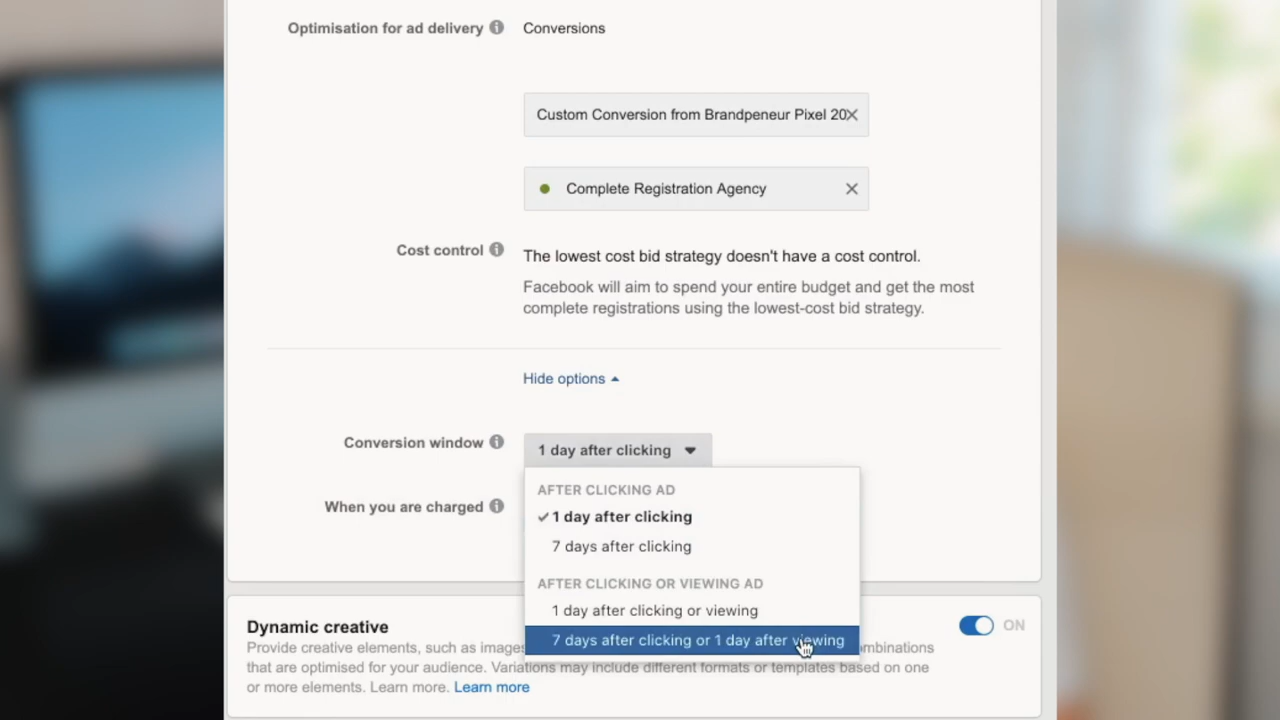 Optimisation for ad delivery
Conversions
Custom Conversion from Brandpeneur Pixel 20
Complete Registration Agency
Cost control
The lowest cost bid strategy doesn't have a cost control.
Facebook will aim to spend your entire budget and get the most
complete registrations using the lowest-cost bid strategy.
Hide options
Conversion window
1 day after clicking
When you are charged
AFTER CLICKING AD
1 day after clicking
7 days after clicking
AFTER CLICKING OR VIEWING AD
1 day after clicking or viewing
7 days after clicking or 1 day after viewing
Dynamic creative
ON
Provide creative elements, such as images
that are optimised for your audience. Variations may include different formats or templates based on one
or more elements. Learn more. Learn more